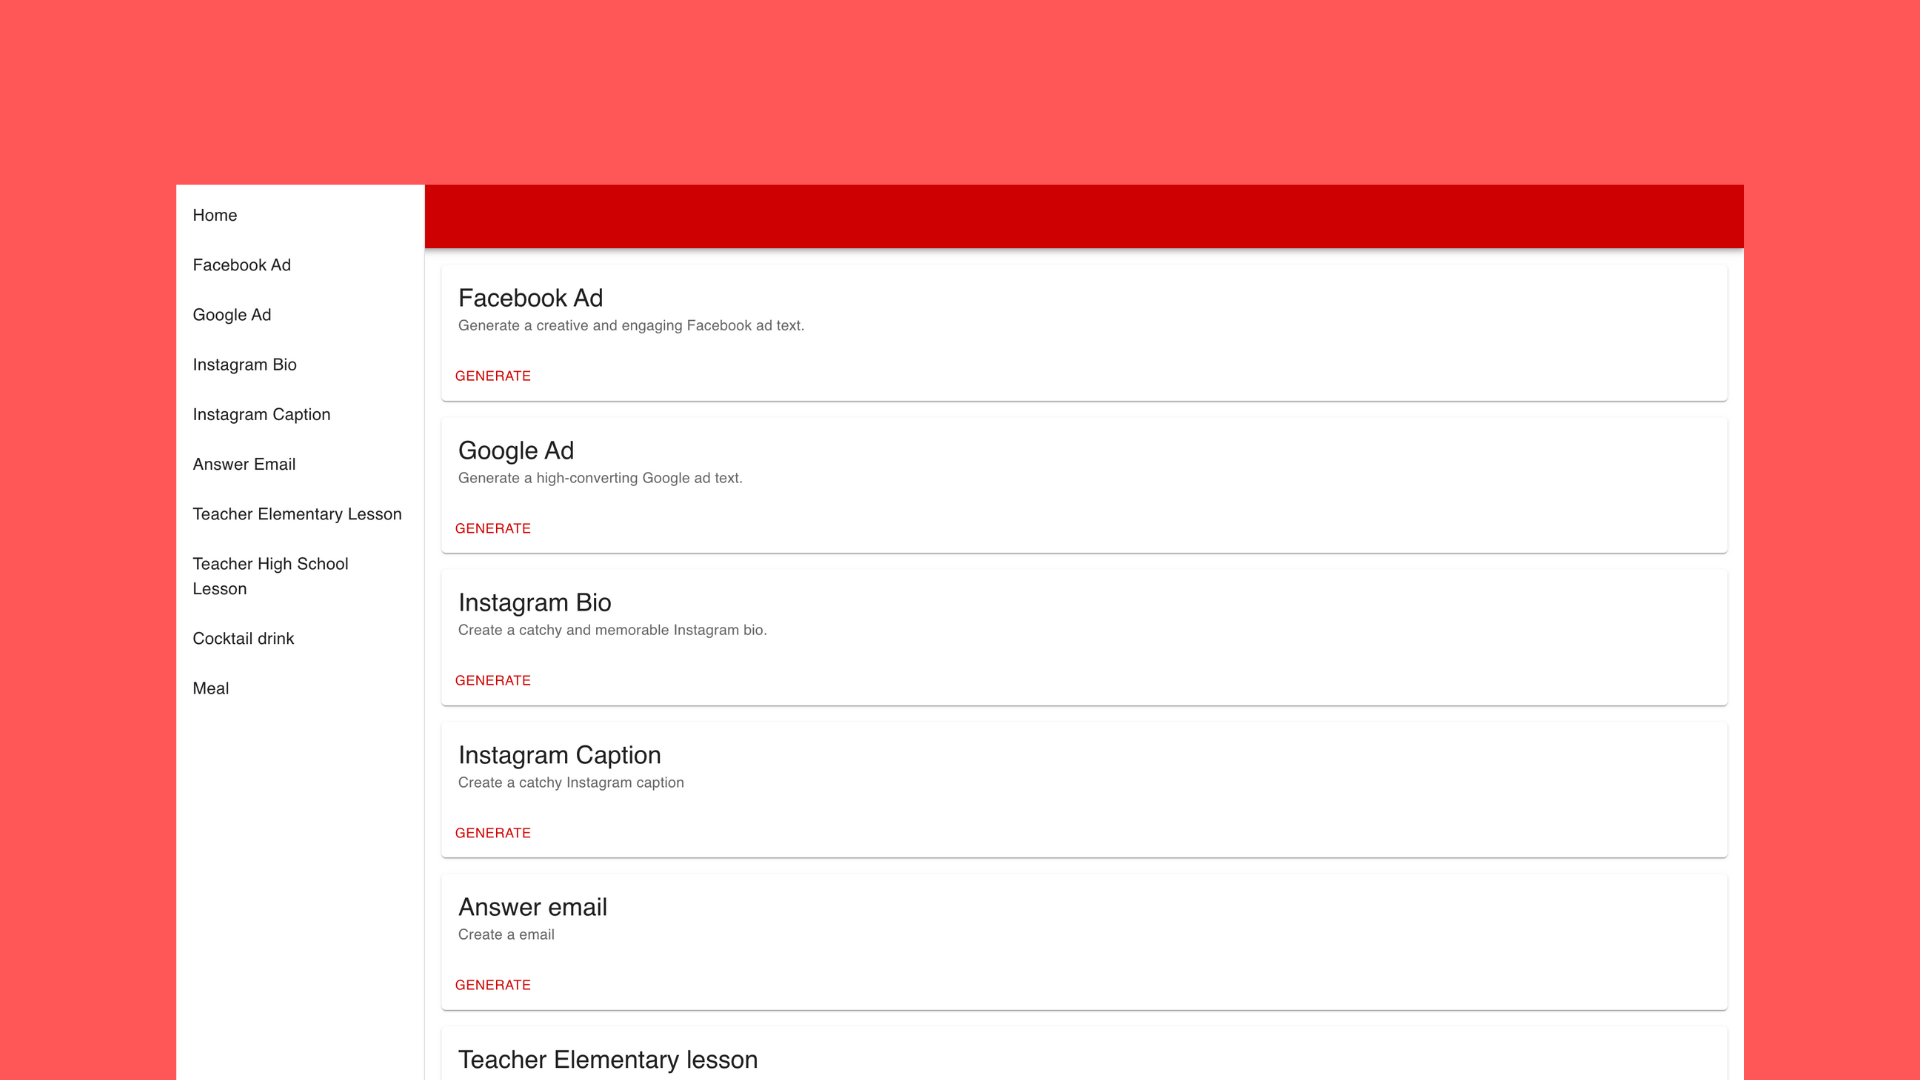 Home
Facebook Ad
Google Ad
Instagram Bio
Instagram Caption
Answer Email
Teacher Elementary Lesson
Teacher High School
Lesson
Cocktail drink
Meal
Facebook Ad
Generate a creative and engaging Facebook ad text.
GENERATE
Google Ad
Generate a high-converting Google ad text.
GENERATE
Instagram Bio
Create a catchy and memorable Instagram bio.
GENERATE
Instagram Caption
Create a catchy Instagram caption
GENERATE
Answer email
Create a email
GENERATE
Teacher Elementary lesson